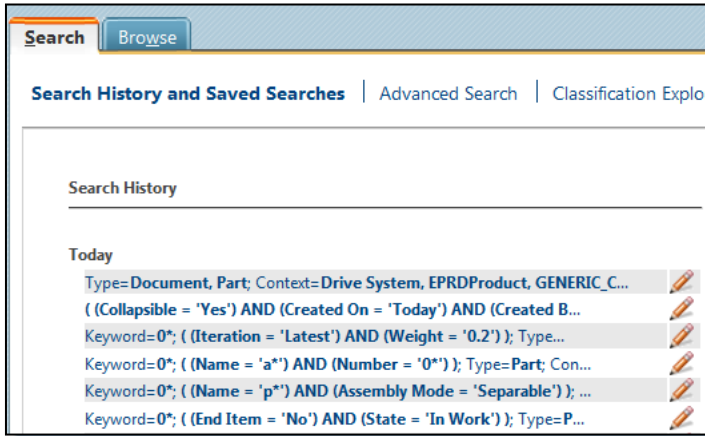 Search Browse
Search History and Saved Searches | Advanced Search | Classification Explo
Search History
Today
Type=Document, Part; Context=Drive System, EPRDProduct, GENERIC_C...
( (Collapsible = 'Yes') AND (Created On = 'Today') AND (Created B...
Keyword=0*; ( (Iteration = 'Latest') AND (Weight = '0.2') ); Type...
Keyword=0*; ( (Name = 'a*') AND (Number = '0*') ); Type=Part; Con...
Keyword=0*; ( (Name = 'p*') AND (Assembly Mode = 'Separable') ); ...
Keyword=0*; ( (End Item = 'No') AND (State = 'In Work') ); Type=P...